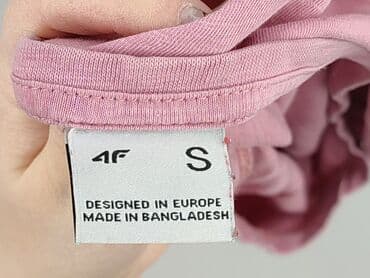 4F S
DESIGNED IN EUROPE
MADE IN BANGLADESH